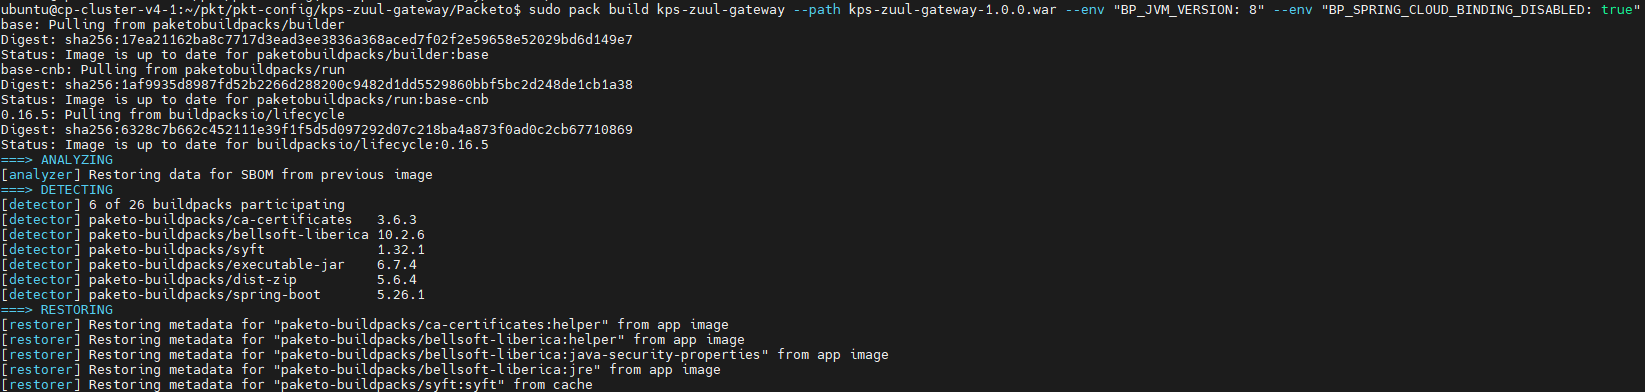 ubuntu@cp-cluster-v4-1:~/pkt/pkt-config/kps-zuul-gateway/Packeto$ sudo pack build kps-zuul-gateway --path kps-zuul-gateway-1.0.0.war --env "BP_JVM_VERSION: 8" --env "BP_SPRING_CLOUD_BINDING_DISABLED: true"
base: Pulling from paketobuildpacks/builder
Digest: sha256:17ea21162ba8c7717d3ead3ee3836a368aced7f02f2e59658e52029bd6d149e7
Status: Image is up to date for paketobuildpacks/builder:base
base-cnb: Pulling from paketobuildpacks/run
Digest: sha256:1af9935d8987fd52b2266d288200c9482d1dd5529860bbf5bc2d248de1cb1a38
Status: Image is up to date for paketobuildpacks/run:base-cnb
0.16.5: Pulling from buildpacksio/lifecycle
Digest: sha256:6328c7b662c452111e39f1f5d5d097292d07c218ba4a873f0ad0c2cb67710869
Status: Image is up to date for buildpacksio/lifecycle:0.16.5
===> ANALYZING
[analyzer] Restoring data for SBOM from previous image
===> DETECTING
[detector] 6 of 26 buildpacks participating
[detector] paketo-buildpacks/ca-certificates   3.6.3
[detector] paketo-buildpacks/bellsoft-liberica 10.2.6
[detector] paketo-buildpacks/syft              1.32.1
[detector] paketo-buildpacks/executable-jar    6.7.4
[detector] paketo-buildpacks/dist-zip          5.6.4
[detector] paketo-buildpacks/spring-boot       5.26.1
===> RESTORING
[restorer] Restoring metadata for "paketo-buildpacks/ca-certificates:helper" from app image
[restorer] Restoring metadata for "paketo-buildpacks/bellsoft-liberica:helper" from app image
[restorer] Restoring metadata for "paketo-buildpacks/bellsoft-liberica:java-security-properties" from app image
[restorer] Restoring metadata for "paketo-buildpacks/bellsoft-liberica:jre" from app image
[restorer] Restoring metadata for "paketo-buildpacks/syft:syft" from cache